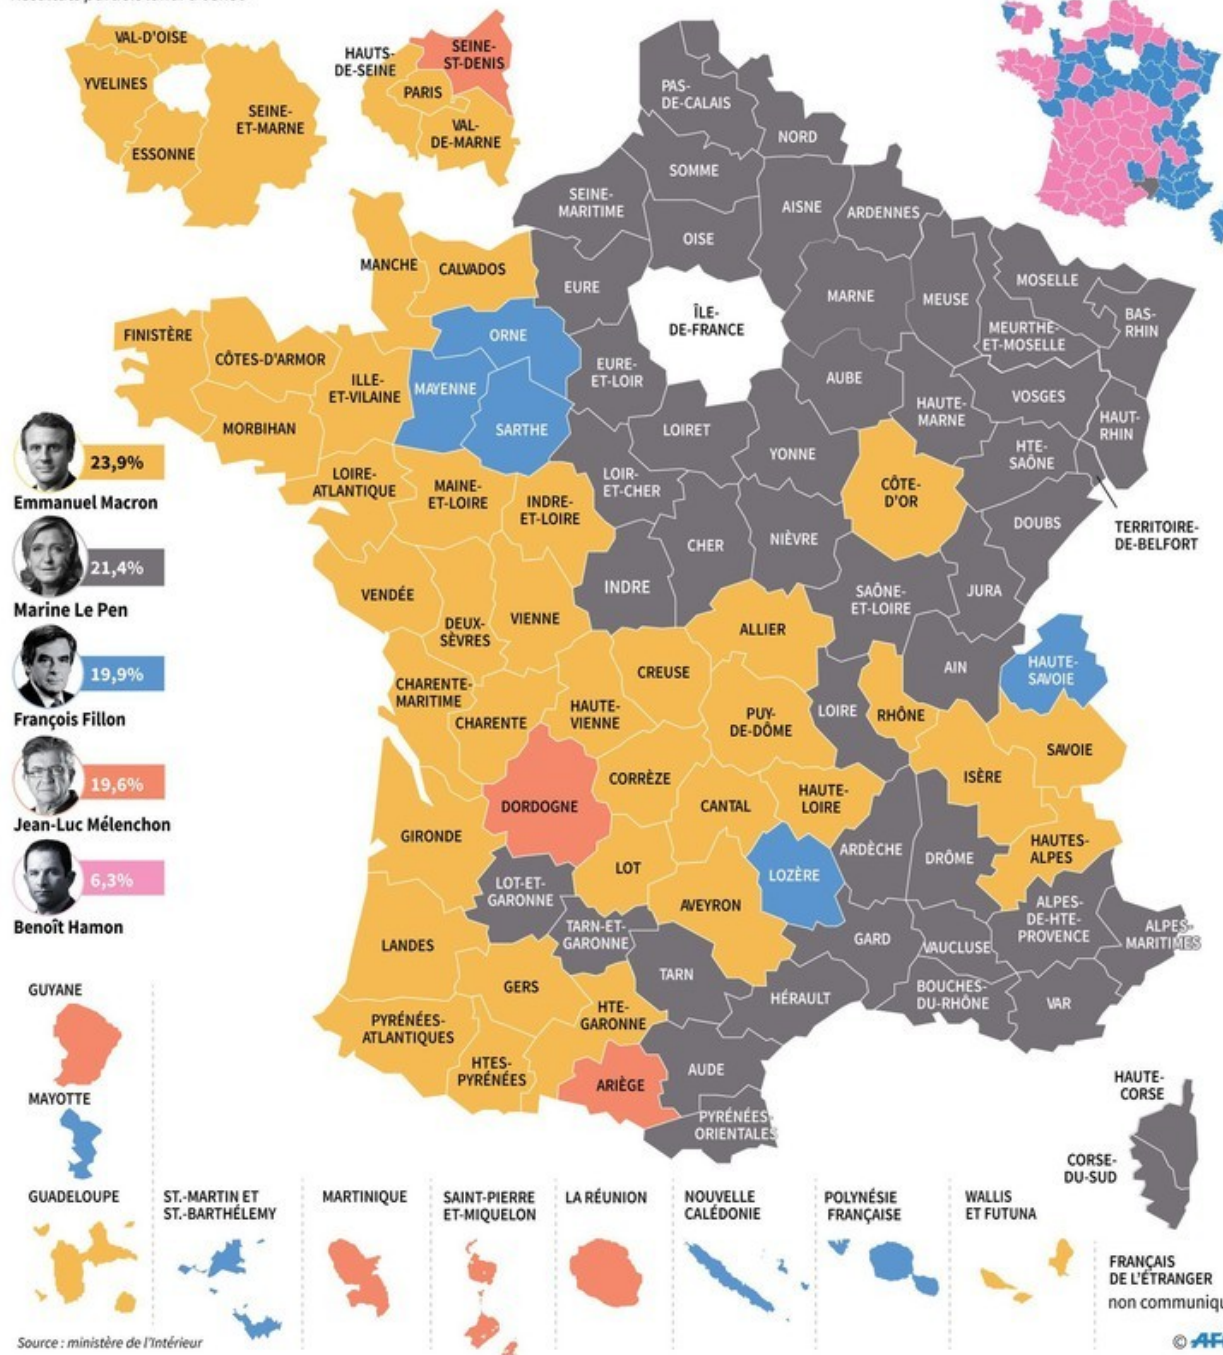 VAL-D'OISE
YVELINES
SEINE-
ET-MARNE
ESSONNE
HAUTS-
DE-SEINE
SEINE-
ST-DENIS
PARIS
VAL-
DE-MARNE
PAS-
DE-CALAIS
NORD
SOMME
SEINE-
MARITIME
AISNE
ARDENNES
OISE
MANCHE
CALVADOS
EURE
ÎLE-
DE-FRANCE
MARNE
MEUSE
MOSELLE
MEURTHE-
ET-MOSELLE
BAS-
RHIN
FINISTÈRE
CÔTES-D'ARMOR
ORNE
ILLE-
ET-VILAINE
MAYENNE
EURE-
ET-LOIR
AUBE
HAUTE-
MARNE
VOSGES
HAUT-
RHIN
MORBIHAN
SARTHE
LOIRET
YONNE
HTE-
SAÔNE
LOIRE-
ATLANTIQUE
MAINE-
ET-LOIRE
INDRE-
ET-LOIRE
LOIR-
ET-CHER
CÔTE-
D'OR
DOUBS
TERRITOIRE-
DE-BELFORT
23,9%
Emmanuel Macron
21,4%
Marine Le Pen
19,9%
François Fillon
19,6%
Jean-Luc Mélenchon
6,3%
Benoît Hamon
VENDÉE
DEUX-
SÈVRES
VIENNE
INDRE
CHER
NIÈVRE
SAÔNE-
ET-LOIRE
JURA
ALLIER
CREUSE
AIN
HAUTE-
SAVOIE
CHARENTE-
MARITIME
CHARENTE
HAUTE-
VIENNE
PUY-
DE-DÔME
LOIRE
RHÔNE
SAVOIE
ISÈRE
DORDOGNE
CORRÈZE
CANTAL
HAUTE-
LOIRE
GIRONDE
LOT
LOZÈRE
ARDÈCHE
DRÔME
HAUTES-
ALPES
LOT-ET-
GARONNE
AVEYRON
TARN-ET-
GARONNE
LANDES
GERS
TARN
GARD
VAUCLUSE
ALPES-
DE-HTE-
PROVENCE
ALPES-
MARITIMES
HTE-
GARONNE
HÉRAULT
BOUCHES-
DU-RHÔNE
VAR
PYRÉNÉES-
ATLANTIQUES
HTES-
PYRÉNÉES
ARIÈGE
AUDE
PYRÉNÉES-
ORIENTALES
HAUTE-
CORSE
CORSE-
DU-SUD
GUYANE
MAYOTTE
GUADELOUPE
ST.-MARTIN ET
ST.-BARTHÉLEMY
MARTINIQUE
SAINT-PIERRE
ET-MIQUELON
LA RÉUNION
NOUVELLE
CALÉDONIE
POLYNÉSIE
FRANÇAISE
WALLIS
ET FUTUNA
FRANÇAIS
DE L'ÉTRANGER
non communiqu
Source : ministère de l'Intérieur
© AF